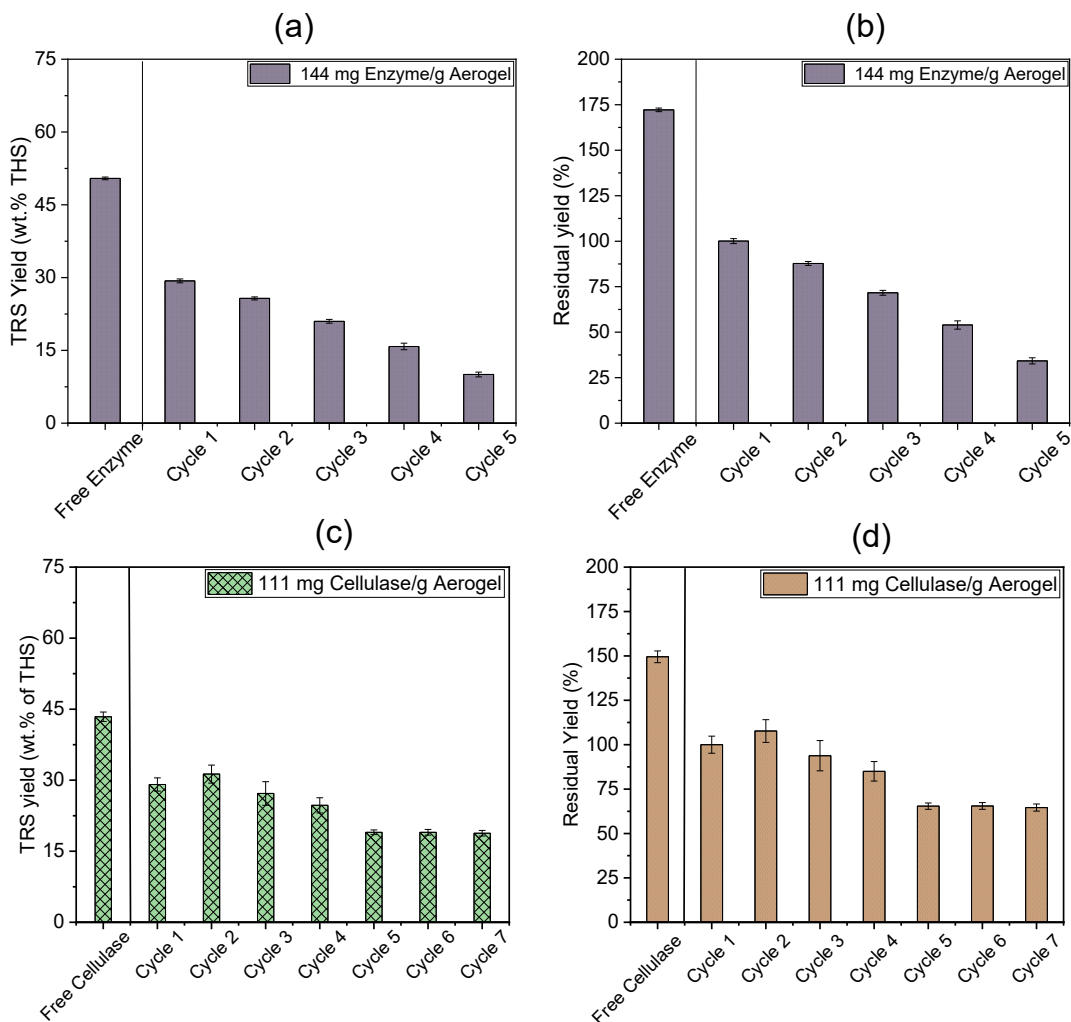 (a)
TRS Yield (wt.% THS)
75
60
45
30
15
0
144 mg Enzyme/g Aerogel
Free Enzyme
Cycle 1
Cycle 2
Cycle 3
Cycle 4
Cycle 5
(b)
Residual yield (%)
200
175
150
125
100
75
50
25
0
144 mg Enzyme/g Aerogel
Free Enzyme
Cycle 1
Cycle 2
Cycle 3
Cycle 4
Cycle 5
(c)
TRS yield (wt.% of THS)
75
60
45
30
15
0
111 mg Cellulase/g Aerogel
Free Cellulase
Cycle 1
Cycle 2
Cycle 3
Cycle 4
Cycle 5
Cycle 6
Cycle 7
(d)
Residual Yield (%)
200
175
150
125
100
75
50
25
0
111 mg Cellulase/g Aerogel
Free Cellulase
Cycle 1
Cycle 2
Cycle 3
Cycle 4
Cycle 5
Cycle 6
Cycle 7